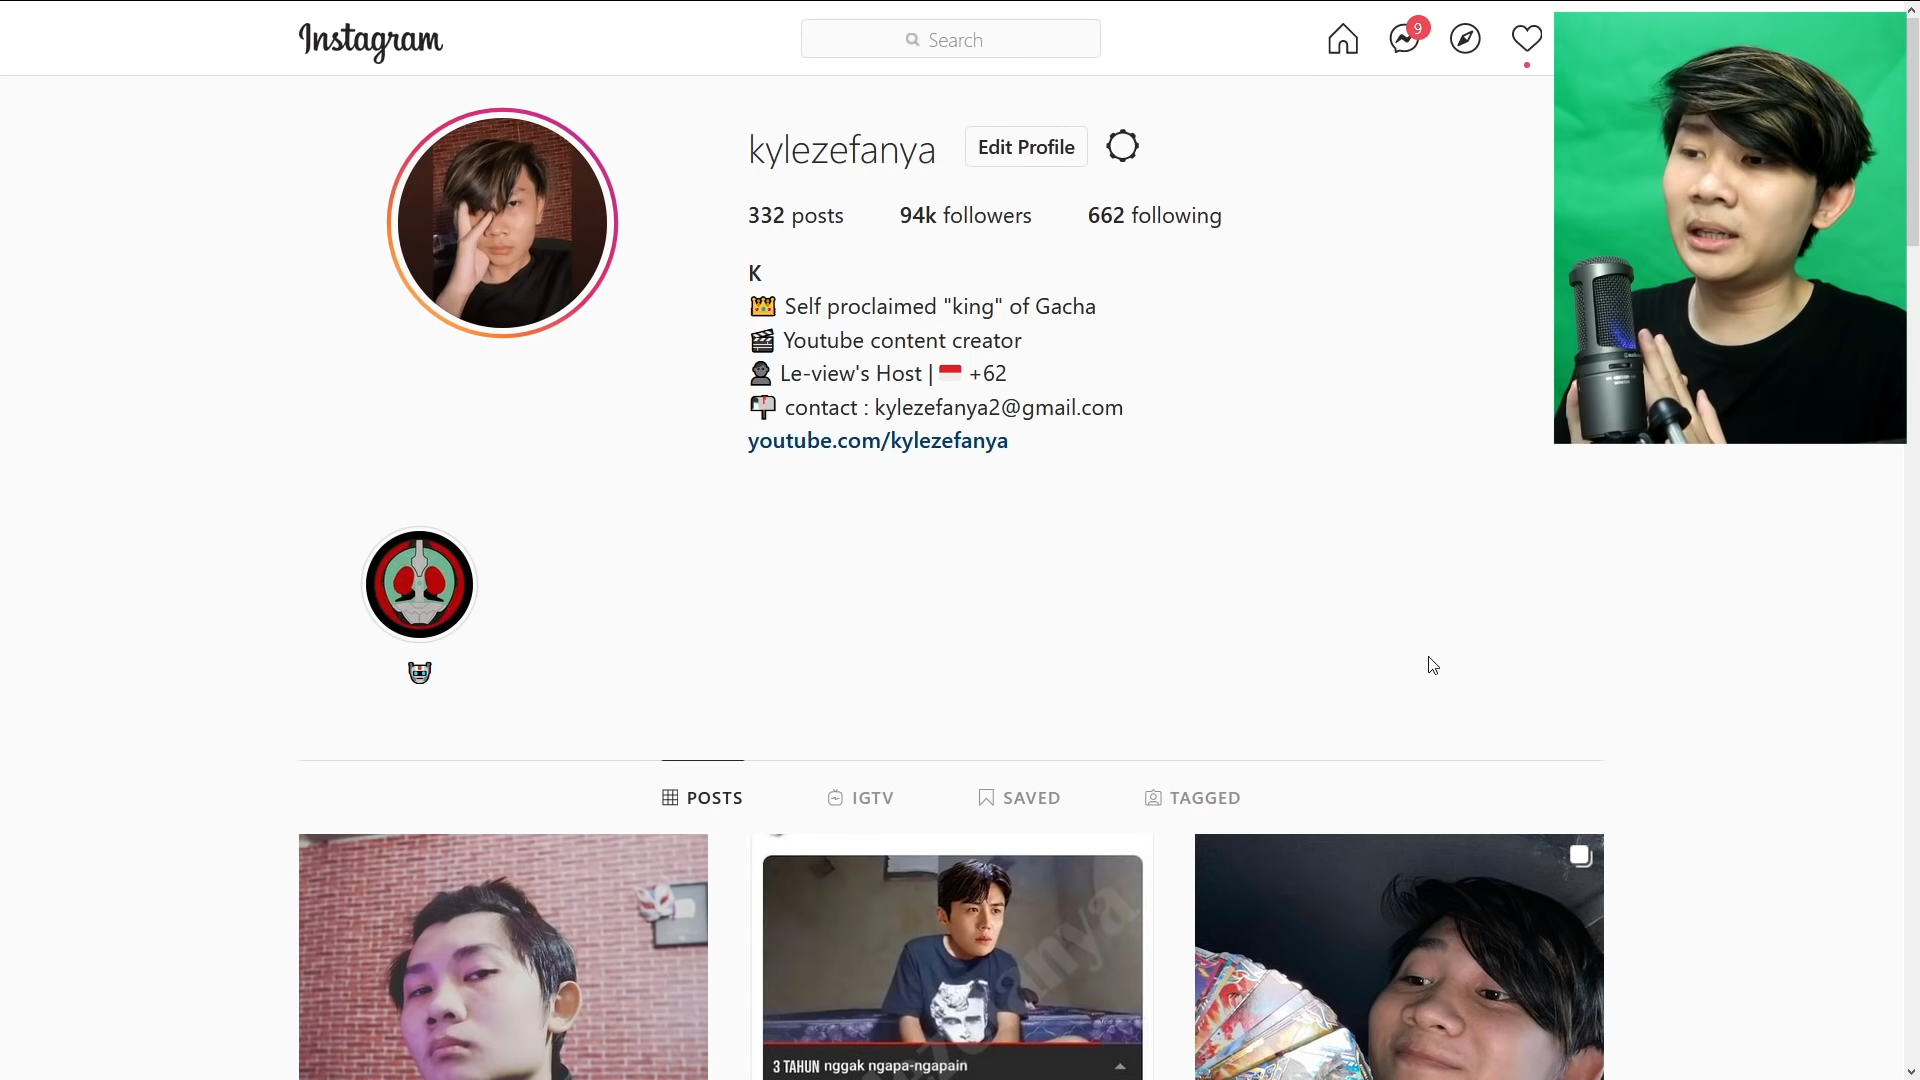 Instagram
Search
9
kylezefanya
Edit Profile
332 posts
94k followers
662 following
K
👑 Self proclaimed "king" of Gacha
🎬 Youtube content creator
👤 Le-view's Host | 🇮🇩 +62
📬 contact : kylezefanya2@gmail.com
youtube.com/kylezefanya
🤖
POSTS
IGTV
SAVED
TAGGED
3 TAHUN nggak ngapa-ngapain